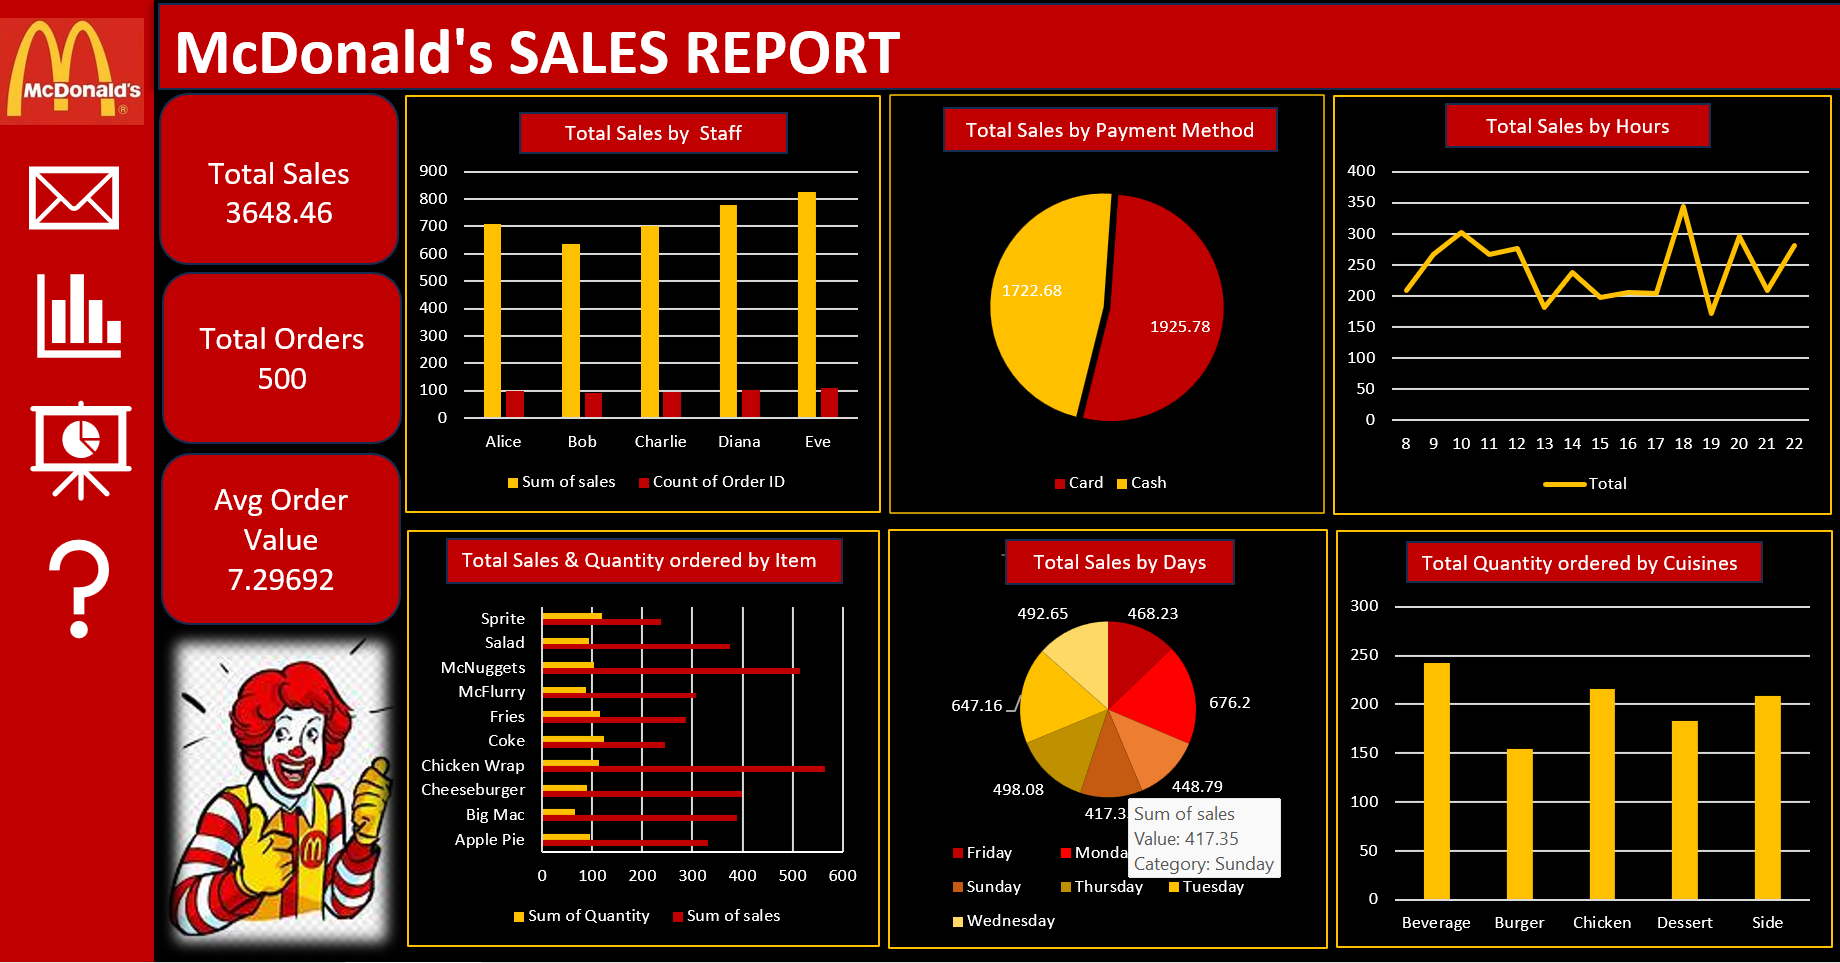 McDonald's
®
McDonald's SALES REPORT
Total Sales
3648.46
Total Orders
500
Avg Order
Value
7.29692
Total Sales by  Staff
900
800
700
600
500
400
300
200
100
0
Alice Bob Charlie Diana Eve
Sum of sales Count of Order ID
Total Sales by Payment Method
1722.68
1925.78
Card Cash
Total Sales by Hours
400
350
300
250
200
150
100
50
0
8 9 10 11 12 13 14 15 16 17 18 19 20 21 22
Total
Total Sales & Quantity ordered by Item
Sprite
Salad
McNuggets
McFlurry
Fries
Coke
Chicken Wrap
Cheeseburger
Big Mac
Apple Pie
0 100 200 300 400 500 600
Sum of Quantity Sum of sales
Total Sales by Days
492.65 468.23
647.16 676.2
498.08 448.79
417.3
Sum of sales
Value: 417.35
Category: Sunday
Friday Monda
Sunday Thursday Tuesday
Wednesday
Total Quantity ordered by Cuisines
300
250
200
150
100
50
0
Beverage Burger Chicken Dessert Side